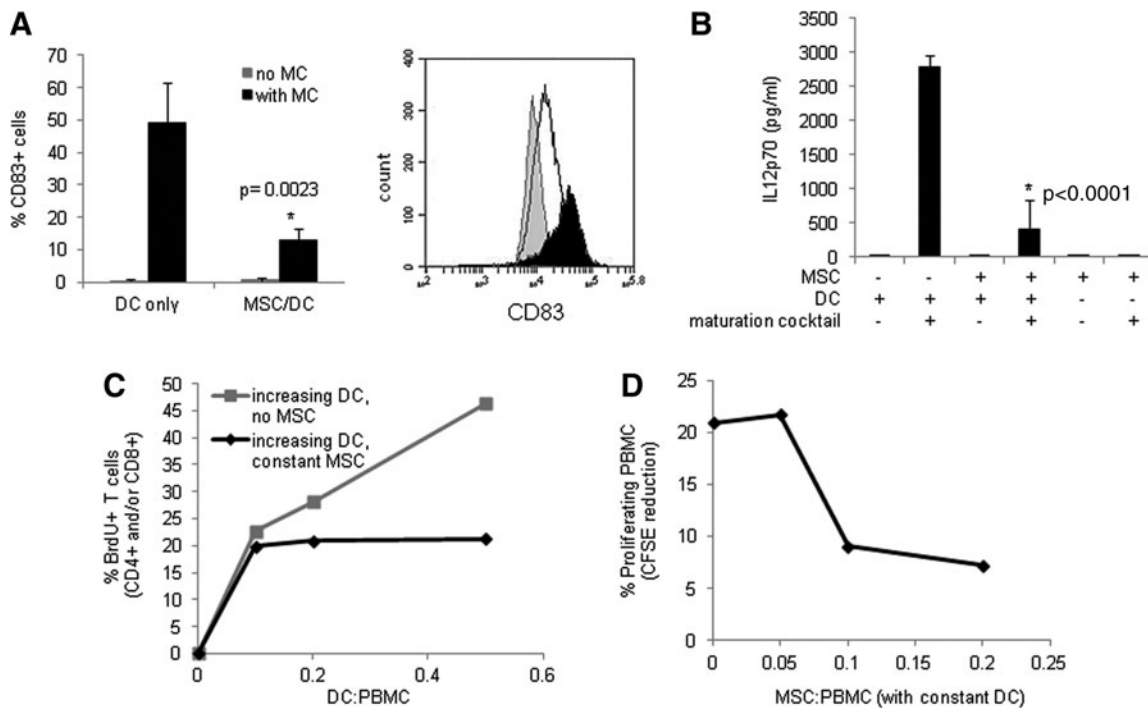 A
70
60
50
40
30
20
10
0
% CD83+ cells
no MC
with MC
p= 0.0023
*
DC only
MSC/DC
400
300
200
100
0
count
CD83
B
3500
3000
2500
2000
1500
1000
500
0
IL12p70 (pg/ml)
* p<0.0001
MSC - - + + + +
DC + + + + - -
maturation cocktail - + - + - +
C
50
45
40
35
30
25
20
15
10
5
0
% BrdU+ T cells
(CD4+ and/or CD8+)
increasing DC,
no MSC
increasing DC,
constant MSC
0 0.2 0.4 0.6
DC:PBMC
D
25
20
15
10
5
0
% Proliferating PBMC
(CFSE reduction)
0 0.05 0.1 0.15 0.2 0.25
MSC:PBMC (with constant DC)